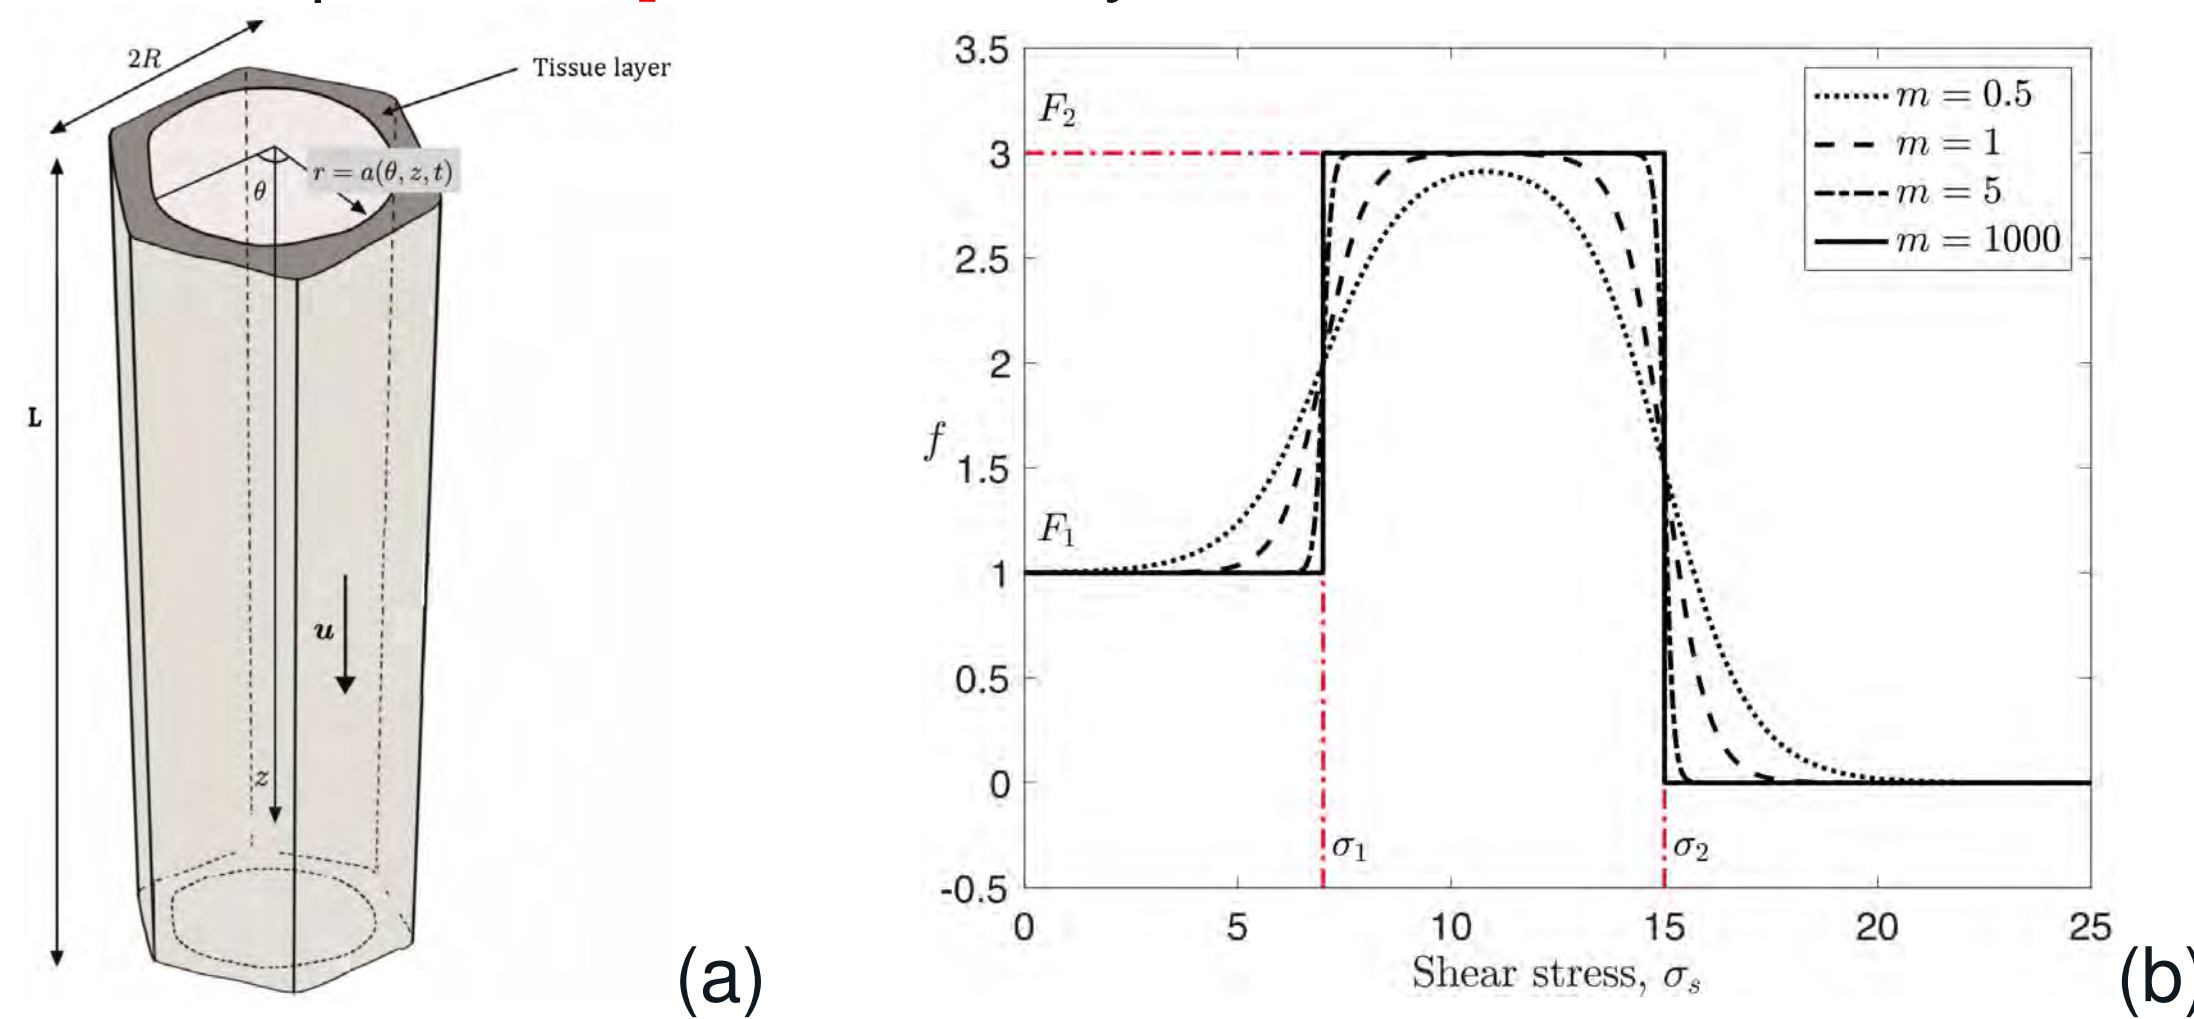 2R
Tissue layer
r = a(θ, z, t)
θ
L
u
z
(a)
3.5
3
2.5
2
1.5
1
0.5
0
-0.5
f
F₂
F₁
σ₁
σ₂
m = 0.5
m = 1
m = 5
m = 1000
0 5 10 15 20 25
Shear stress, σₛ
(b)